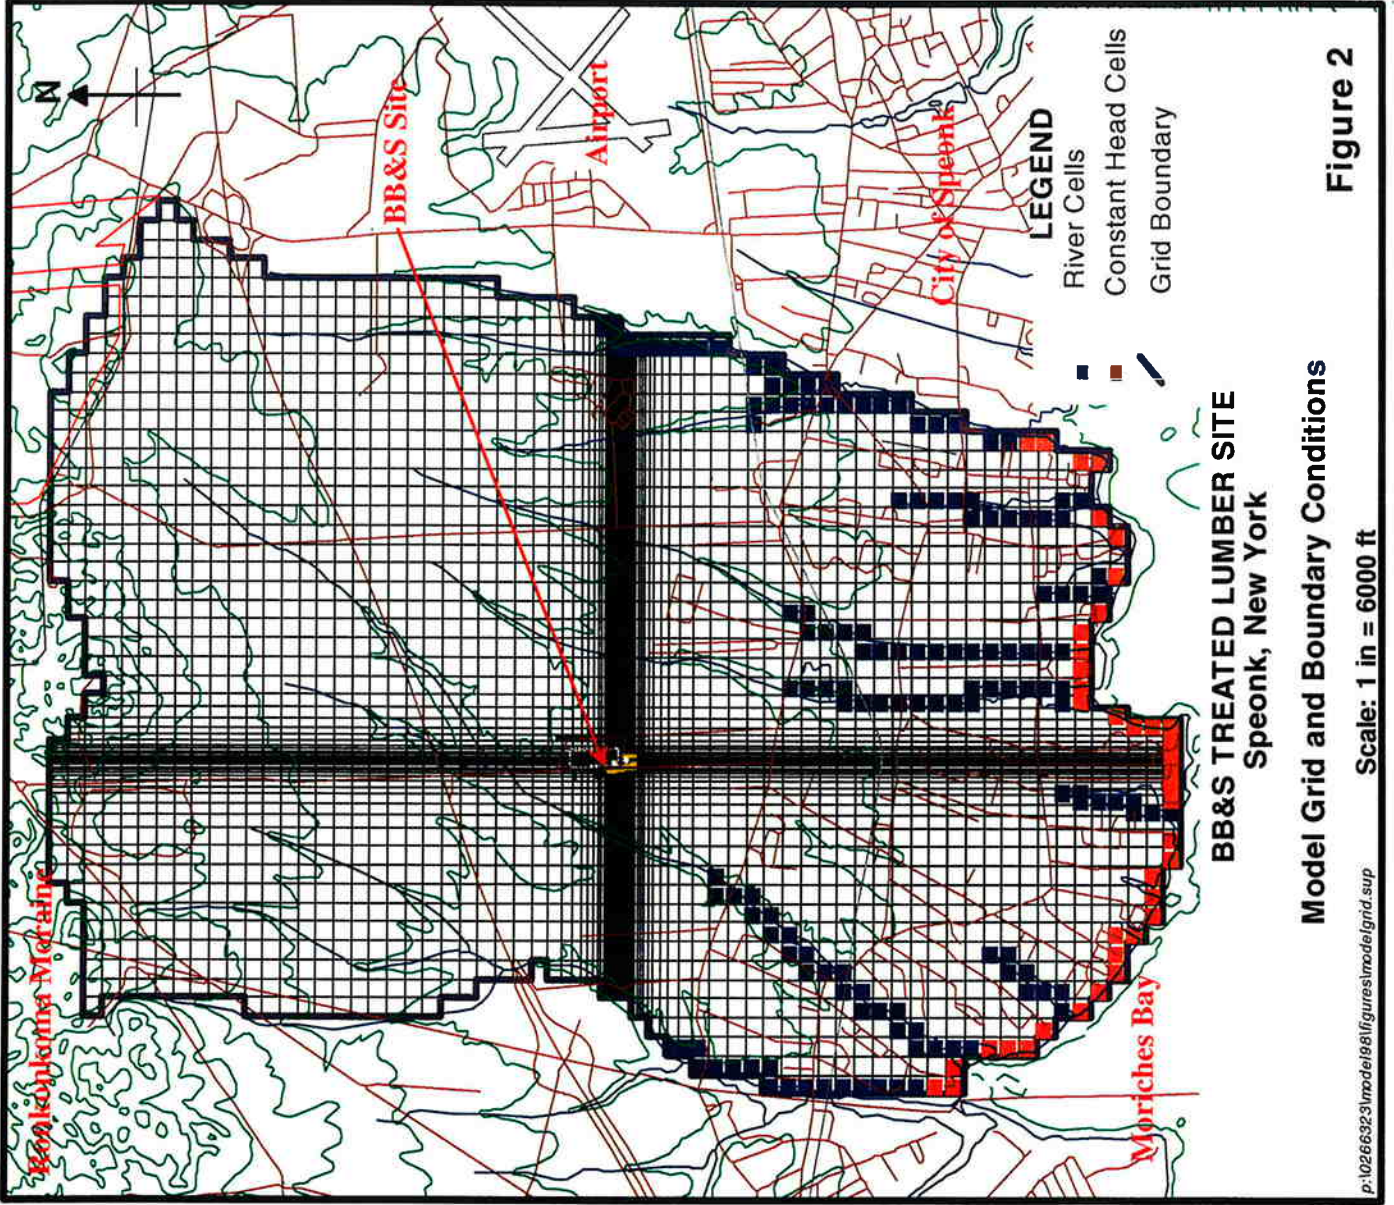 N
BB&S Site
Airport
Ronkonkoma Moraine
City of Speonk
Moriches Bay
LEGEND
River Cells
Constant Head Cells
Grid Boundary
BB&S TREATED LUMBER SITE
Speonk, New York
Model Grid and Boundary Conditions
Scale: 1 in = 6000 ft
Figure 2
p:\0266323\model98\figures\modelgrid.sup